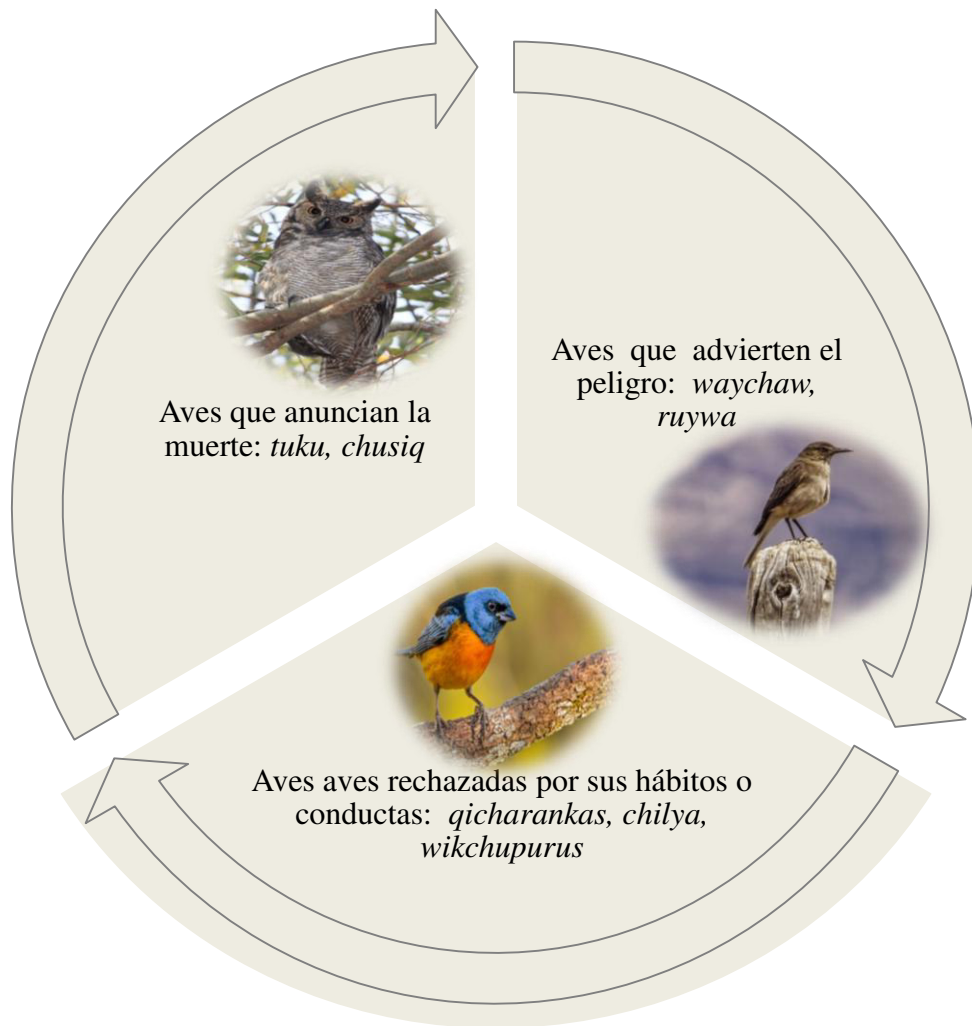 Aves que anuncian la
muerte: tuku, chusiq
Aves que advierten el
peligro: waychaw,
ruywa
Aves aves rechazadas por sus hábitos o
conductas: qicharankas, chilya,
wikchupurus